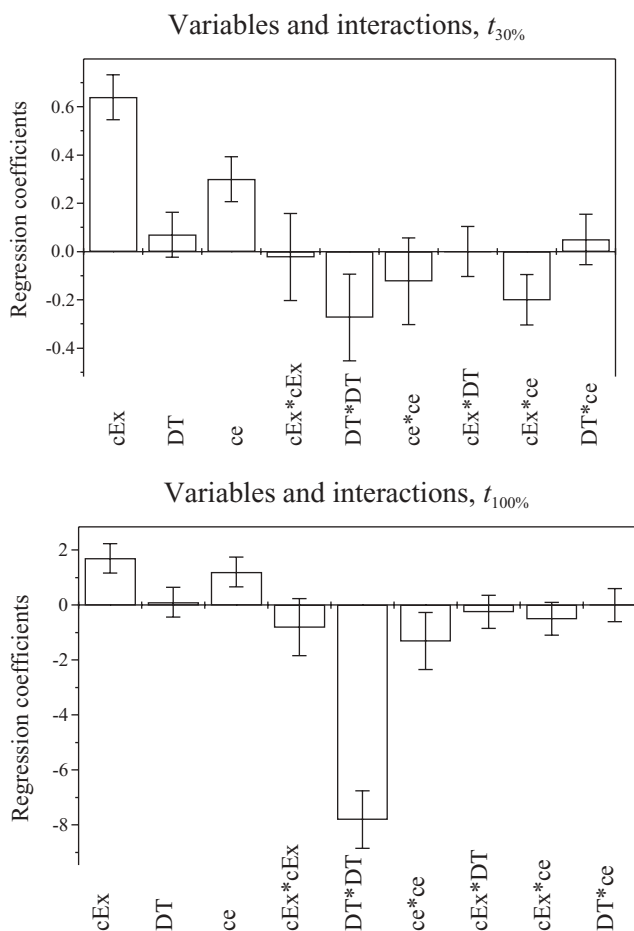 Variables and interactions, t30%
Regression coefficients
0.6
0.4
0.2
0.0
-0.2
-0.4
cEx
DT
ce
cEx*cEx
DT*DT
ce*ce
cEx*DT
cEx*ce
DT*ce
Variables and interactions, t100%
Regression coefficients
2
0
-2
-4
-6
-8
cEx
DT
ce
cEx*cEx
DT*DT
ce*ce
cEx*DT
cEx*ce
DT*ce